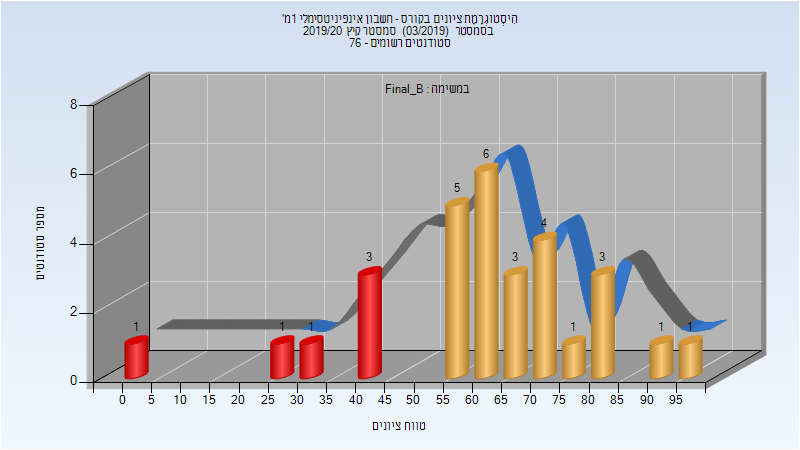 היסטוגרמת ציונים בקורס - חשבון אינפיניטסימלי 1מ'
בסמסטר (03/2019) סמסטר קיץ 2019/20
סטודנטים רשומים - 76
במשימה : Final_B
מספר סטודנטים
8
6
4
2
0
1
1
1
3
5
6
3
4
1
3
1
1
0 5 10 15 20 25 30 35 40 45 50 55 60 65 70 75 80 85 90 95
טווח ציונים